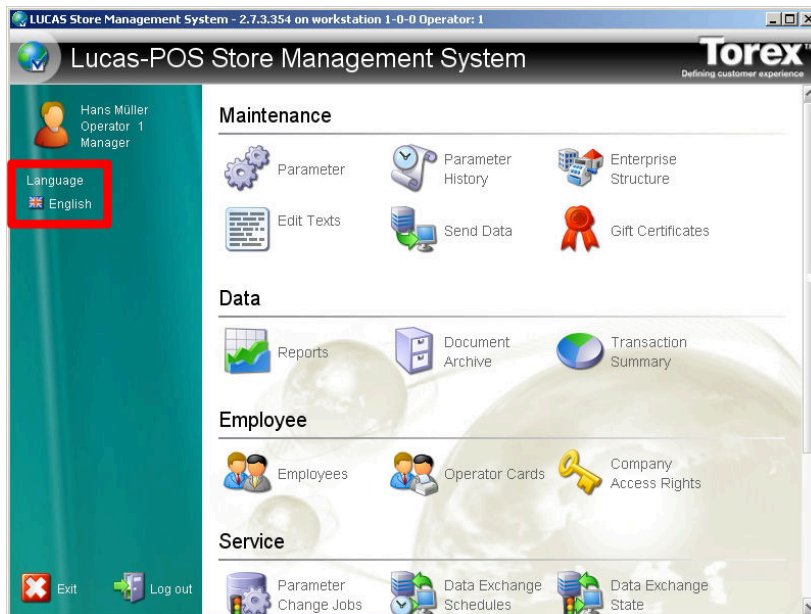 LUCAS Store Management System - 2.7.3.354 on workstation 1-0-0 Operator: 1
Lucas-POS Store Management System
Torex™
Defining customer experience
Hans Müller
Operator 1
Manager
Language
English
Exit
Log out
Maintenance
Parameter
Parameter
History
Enterprise
Structure
Edit Texts
Send Data
Gift Certificates
Data
Reports
Document
Archive
Transaction
Summary
Employee
Employees
Operator Cards
Company
Access Rights
Service
Parameter
Change Jobs
Data Exchange
Schedules
Data Exchange
State